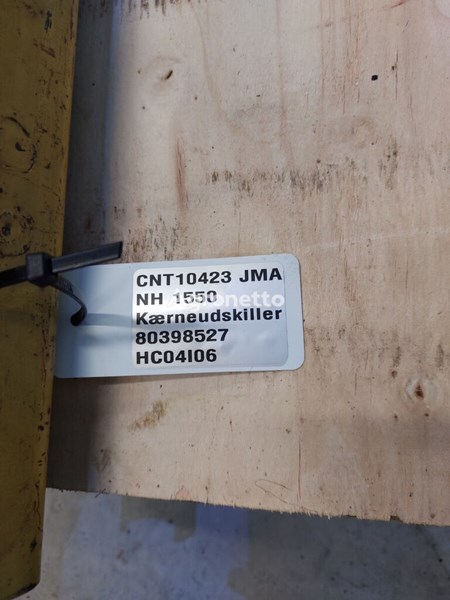 CNT10423 JMA
NH 1550
Kærneudskiller
80398527
HC04I06